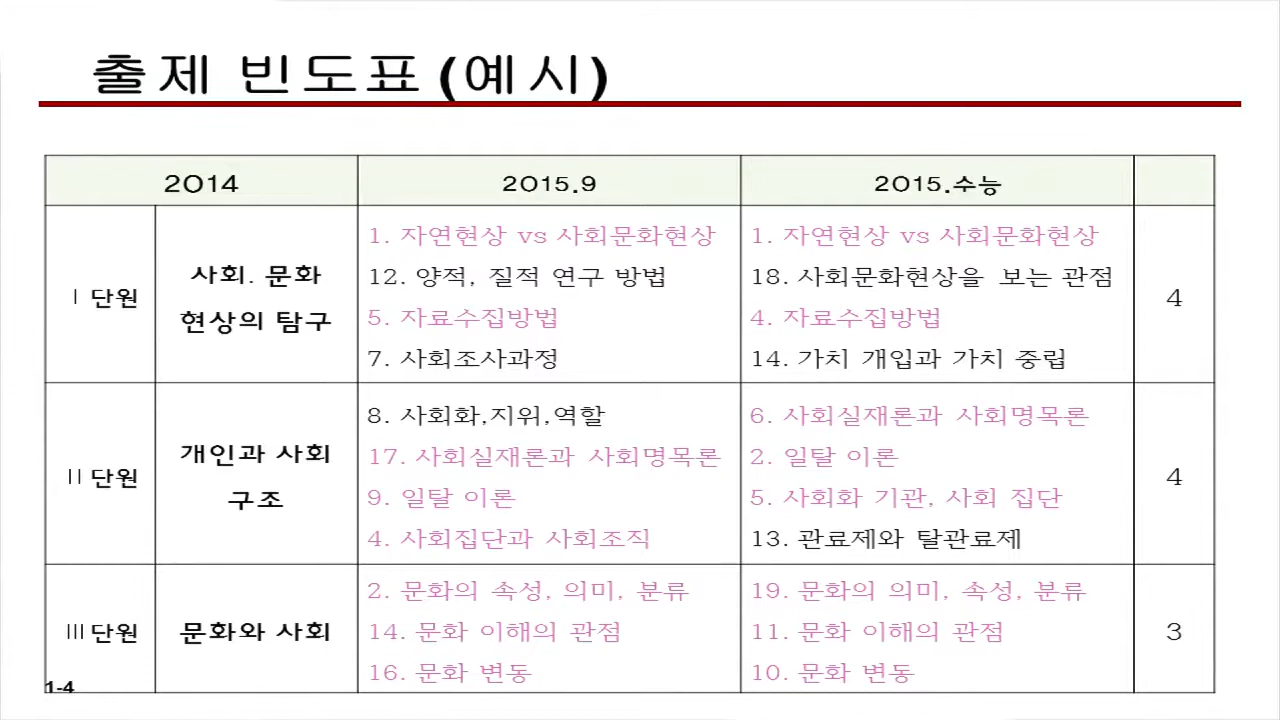 출제 빈도표 (예시)
2014
2015.9
2015.수능
Ⅰ단원
사회. 문화
현상의 탐구
1. 자연현상 vs 사회문화현상
12. 양적, 질적 연구 방법
5. 자료수집방법
7. 사회조사과정
1. 자연현상 vs 사회문화현상
18. 사회문화현상을 보는 관점
4. 자료수집방법
14. 가치 개입과 가치 중립
4
Ⅱ단원
개인과 사회
구조
8. 사회화,지위,역할
17. 사회실재론과 사회명목론
9. 일탈 이론
4. 사회집단과 사회조직
6. 사회실재론과 사회명목론
2. 일탈 이론
5. 사회화 기관, 사회 집단
13. 관료제와 탈관료제
4
Ⅲ단원
문화와 사회
2. 문화의 속성, 의미, 분류
14. 문화 이해의 관점
16. 문화 변동
19. 문화의 의미, 속성, 분류
11. 문화 이해의 관점
10. 문화 변동
3
1-4